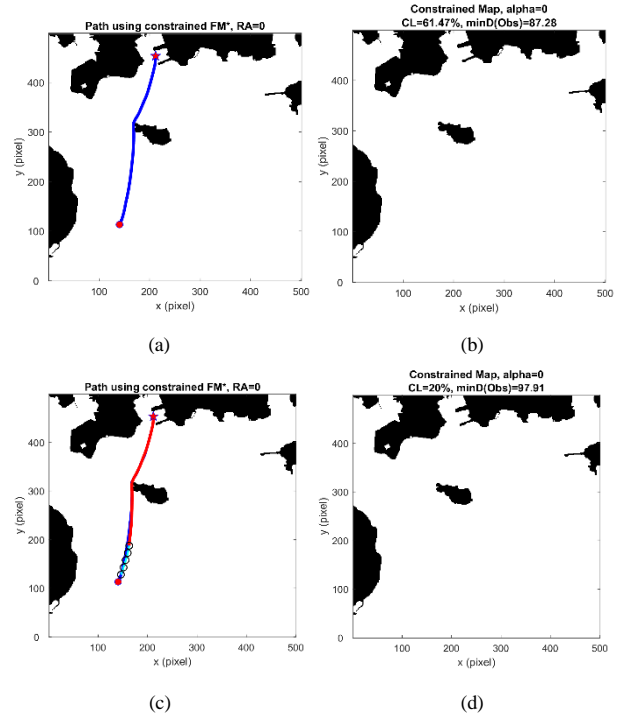 Path using constrained FM*, RA=0
400
300
200
100
0
y (pixel)
100
200
300
400
500
x (pixel)
(a)
Constrained Map, alpha=0
CL=61.47%, minD(Obs)=87.28
400
300
200
100
0
y (pixel)
100
200
300
400
500
x (pixel)
(b)
Path using constrained FM*, RA=0
400
300
200
100
0
y (pixel)
100
200
300
400
500
x (pixel)
(c)
Constrained Map, alpha=0
CL=20%, minD(Obs)=97.91
400
300
200
100
0
y (pixel)
100
200
300
400
500
x (pixel)
(d)